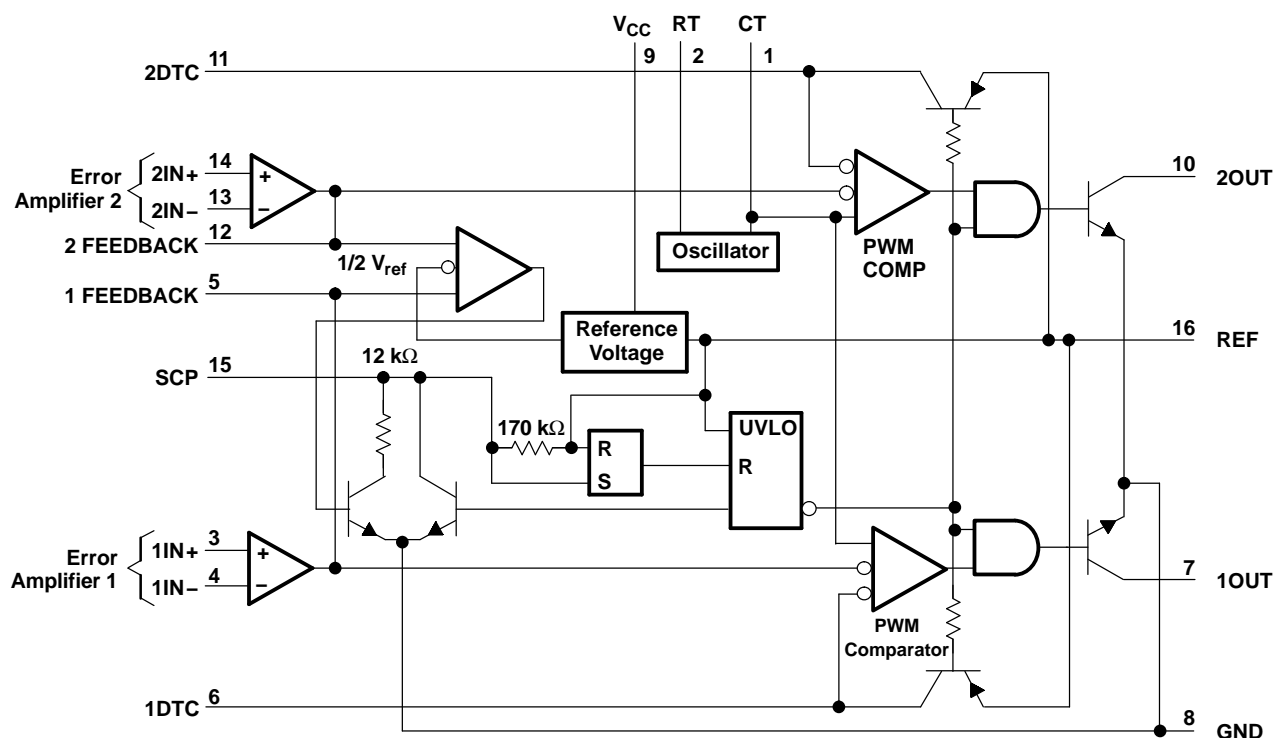 VCC RT CT
9 2 1
2DTC 11
Error
Amplifier 2
2IN+ 14
2IN− 13
+
−
2 FEEDBACK 12
1/2 Vref
1 FEEDBACK 5
Oscillator
PWM
COMP
10 2OUT
Reference
Voltage
16 REF
SCP 15
12 kΩ
170 kΩ
R
S
UVLO
R
Error
Amplifier 1
1IN+ 3
1IN− 4
+
−
PWM
Comparator
7 1OUT
1DTC 6
8 GND